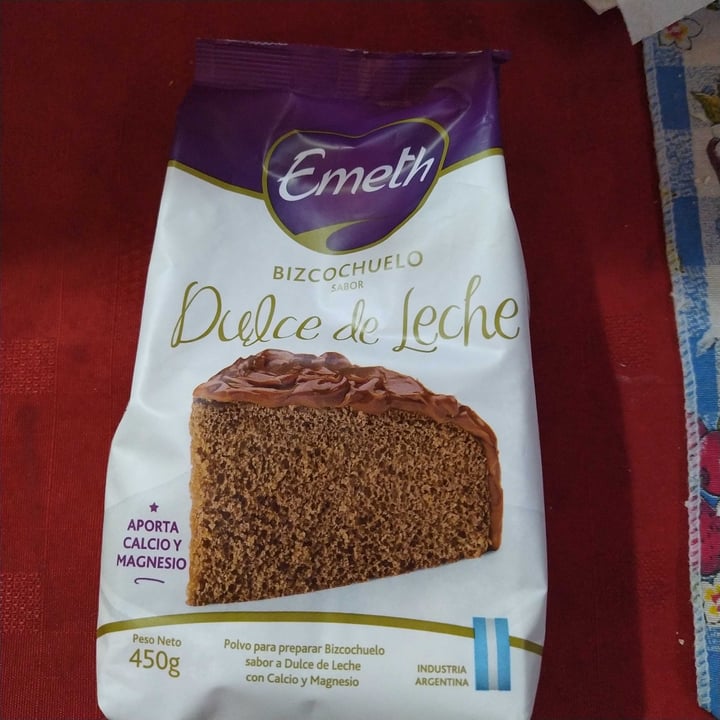 Emeth
BIZCOCHUELO
SABOR
Dulce de Leche
APORTA
CALCIO Y
MAGNESIO
Peso Neto
450g
Polvo para preparar Bizcochuelo
sabor a Dulce de Leche
con Calcio y Magnesio
INDUSTRIA
ARGENTINA